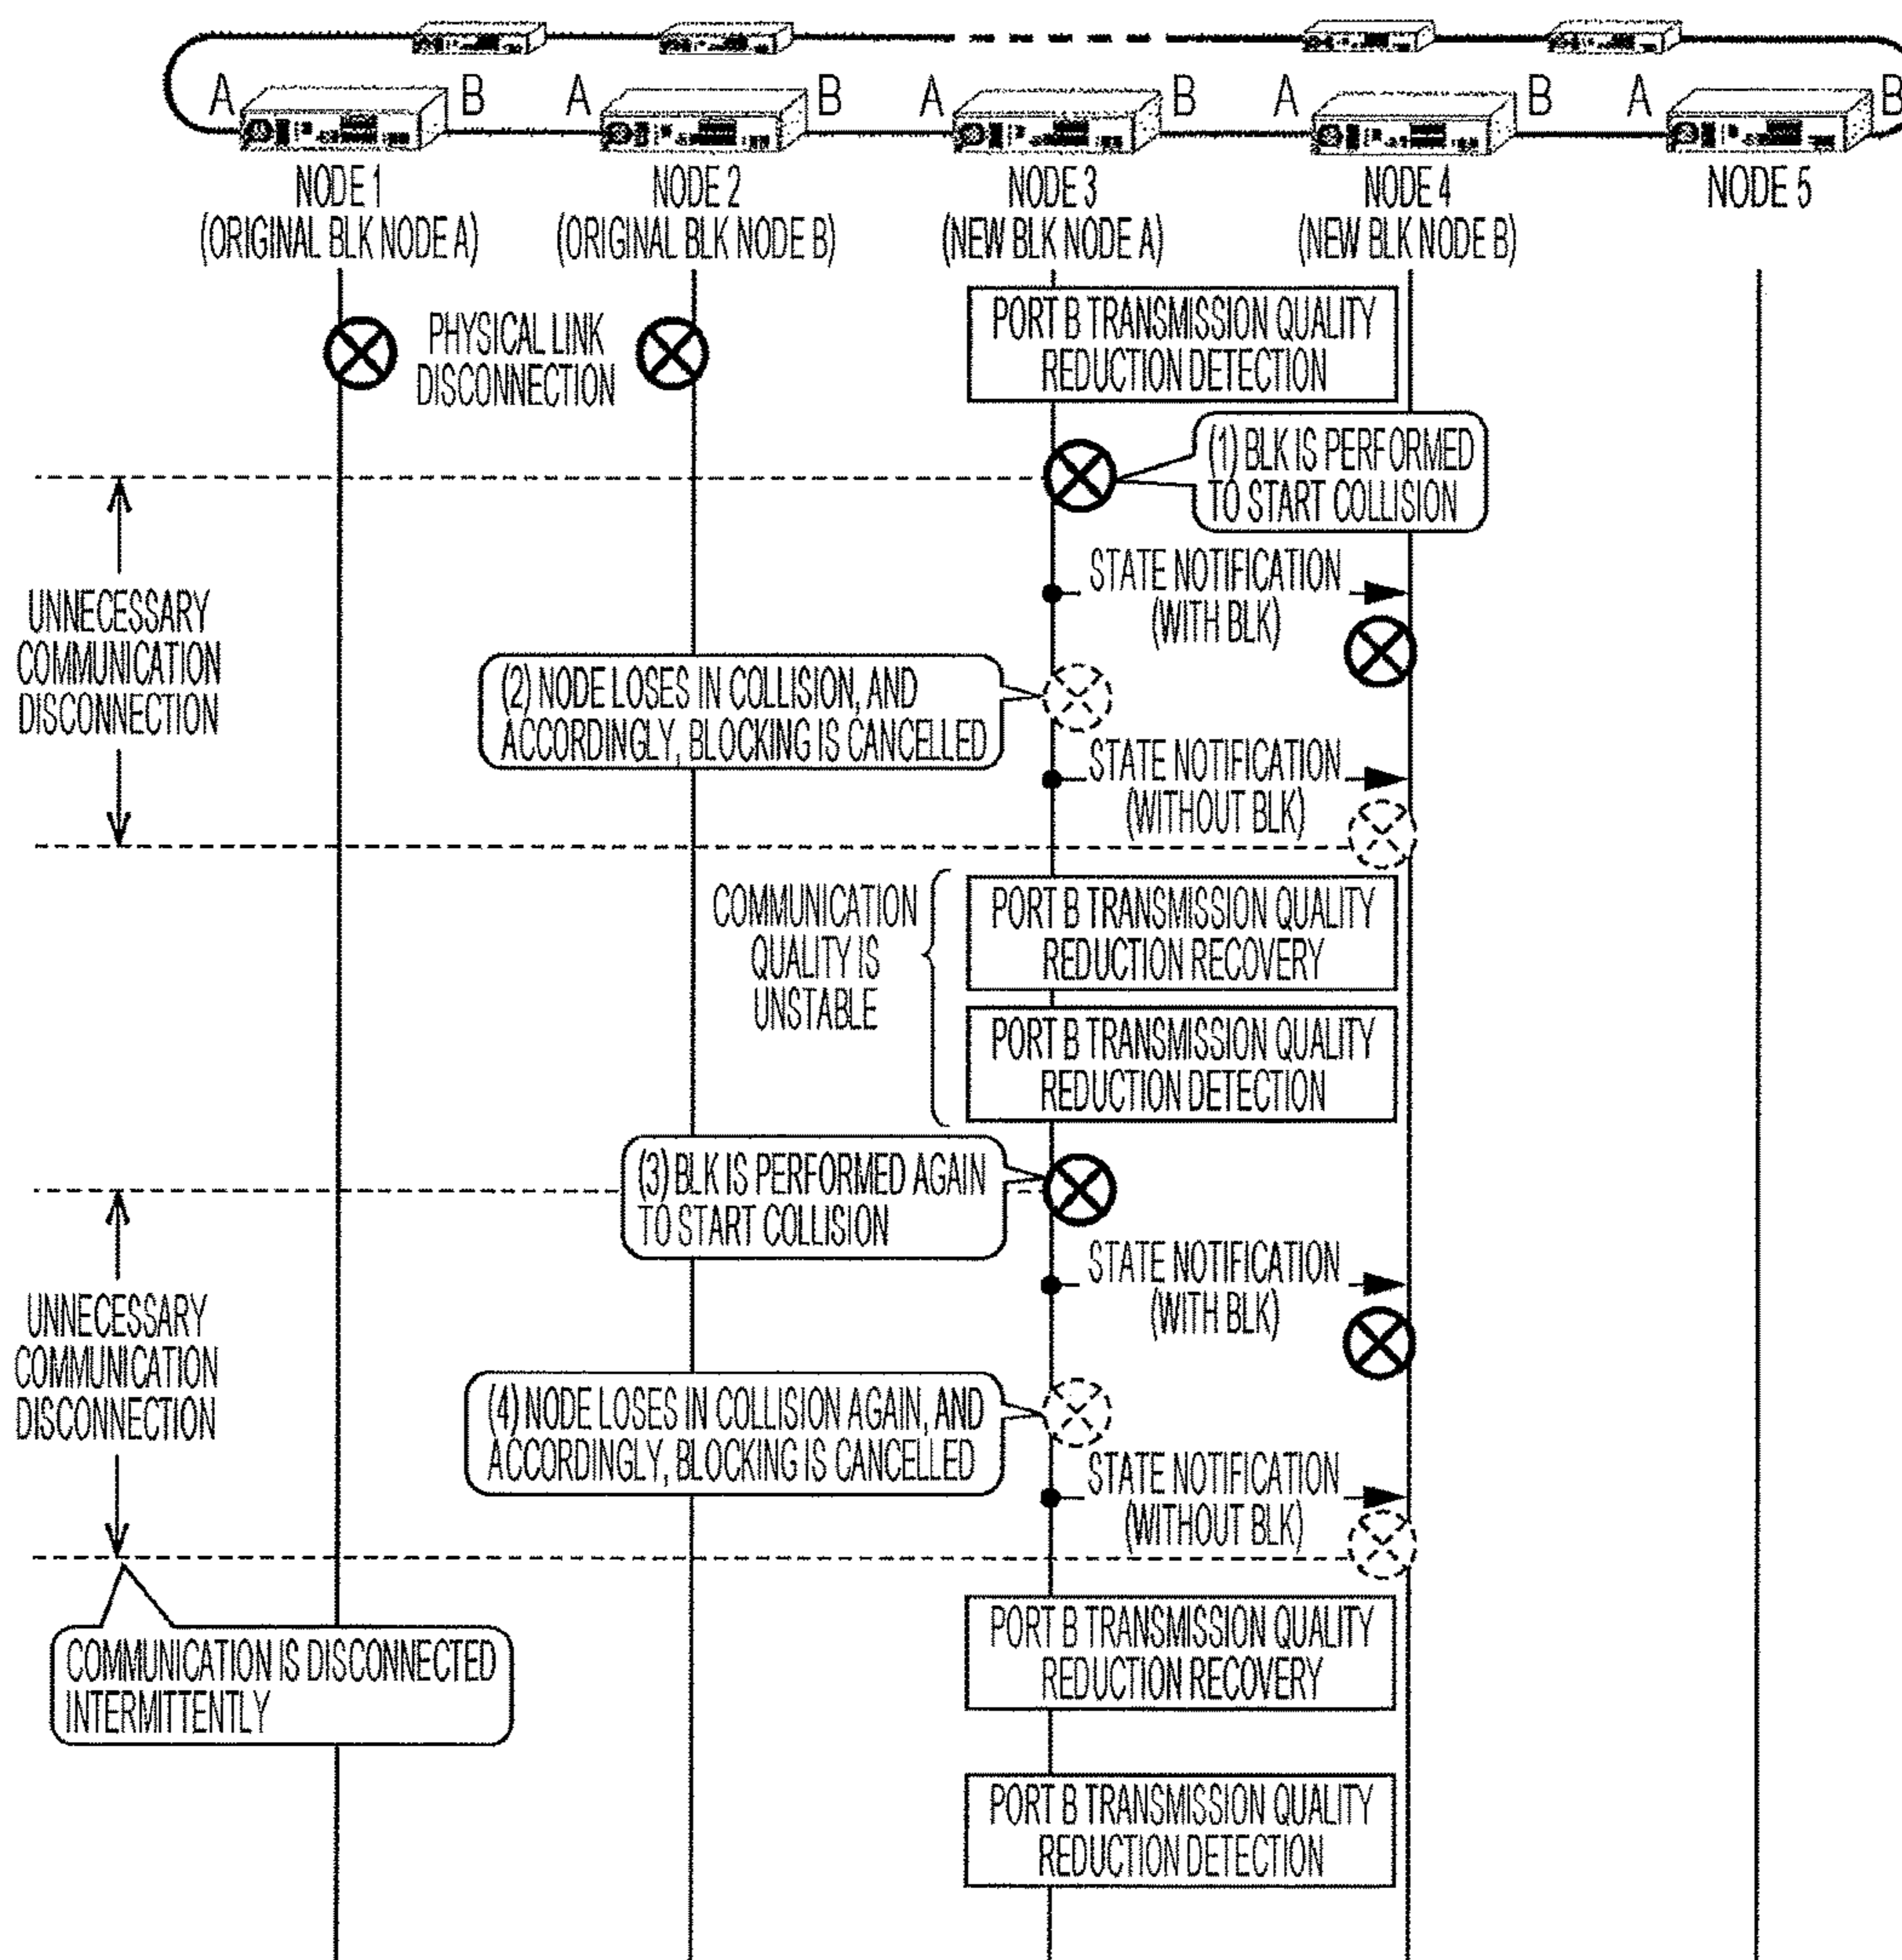 A B A B A B A B A B
NODE 1
(ORIGINAL BLK NODE A)
NODE 2
(ORIGINAL BLK NODE B)
NODE 3
(NEW BLK NODE A)
NODE 4
(NEW BLK NODE B)
NODE 5
PHYSICAL LINK
DISCONNECTION
PORT B TRANSMISSION QUALITY
REDUCTION DETECTION
(1) BLK IS PERFORMED
TO START COLLISION
UNNECESSARY
COMMUNICATION
DISCONNECTION
STATE NOTIFICATION
(WITH BLK)
(2) NODE LOSES IN COLLISION, AND
ACCORDINGLY, BLOCKING IS CANCELLED
STATE NOTIFICATION
(WITHOUT BLK)
COMMUNICATION
QUALITY IS
UNSTABLE
PORT B TRANSMISSION QUALITY
REDUCTION RECOVERY
PORT B TRANSMISSION QUALITY
REDUCTION DETECTION
(3) BLK IS PERFORMED AGAIN
TO START COLLISION
UNNECESSARY
COMMUNICATION
DISCONNECTION
STATE NOTIFICATION
(WITH BLK)
(4) NODE LOSES IN COLLISION AGAIN, AND
ACCORDINGLY, BLOCKING IS CANCELLED
STATE NOTIFICATION
(WITHOUT BLK)
COMMUNICATION IS DISCONNECTED
INTERMITTENTLY
PORT B TRANSMISSION QUALITY
REDUCTION RECOVERY
PORT B TRANSMISSION QUALITY
REDUCTION DETECTION